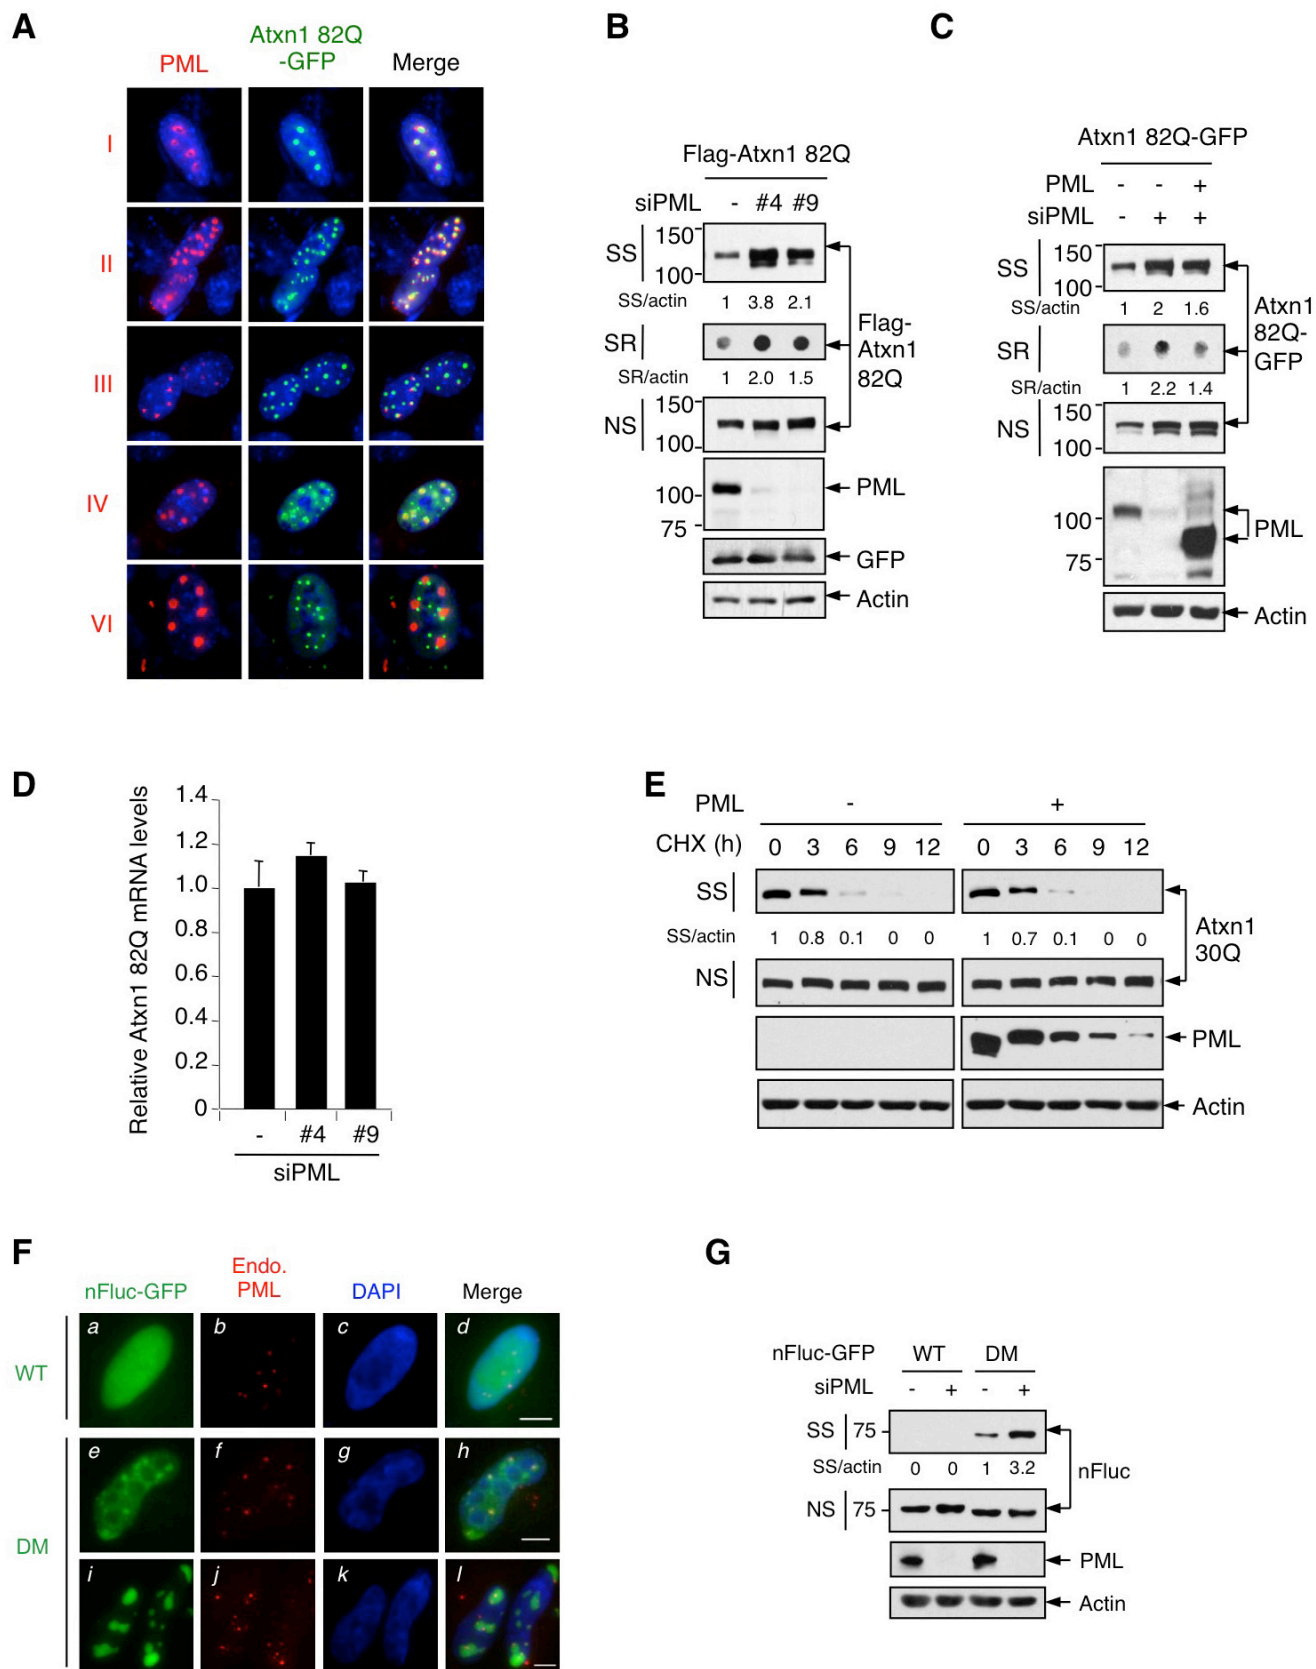 A
PML
Atxn1 82Q
-GFP
Merge
I
II
III
IV
VI
B
Flag-Atxn1 82Q
siPML - #4 #9
SS
150
100
SS/actin 1 3.8 2.1
SR
SR/actin 1 2.0 1.5
NS
150
100
Flag-
Atxn1
82Q
100
75
PML
GFP
Actin
C
Atxn1 82Q-GFP
PML - - +
siPML - + +
SS
150
100
SS/actin 1 2 1.6
SR
SR/actin 1 2.2 1.4
NS
150
100
Atxn1
82Q-
GFP
100
75
PML
Actin
D
Relative Atxn1 82Q mRNA levels
1.4
1.2
1.0
0.8
0.6
0.4
0.2
0
- #4 #9
siPML
E
PML - +
CHX (h) 0 3 6 9 12 0 3 6 9 12
SS
SS/actin 1 0.8 0.1 0 0 1 0.7 0.1 0 0
NS
Atxn1
30Q
PML
Actin
F
nFluc-GFP
Endo.
PML
DAPI
Merge
WT
a b c d
DM
e f g h
i j k l
G
nFluc-GFP WT DM
siPML - + - +
SS 75
SS/actin 0 0 1 3.2
nFluc
NS 75
PML
Actin